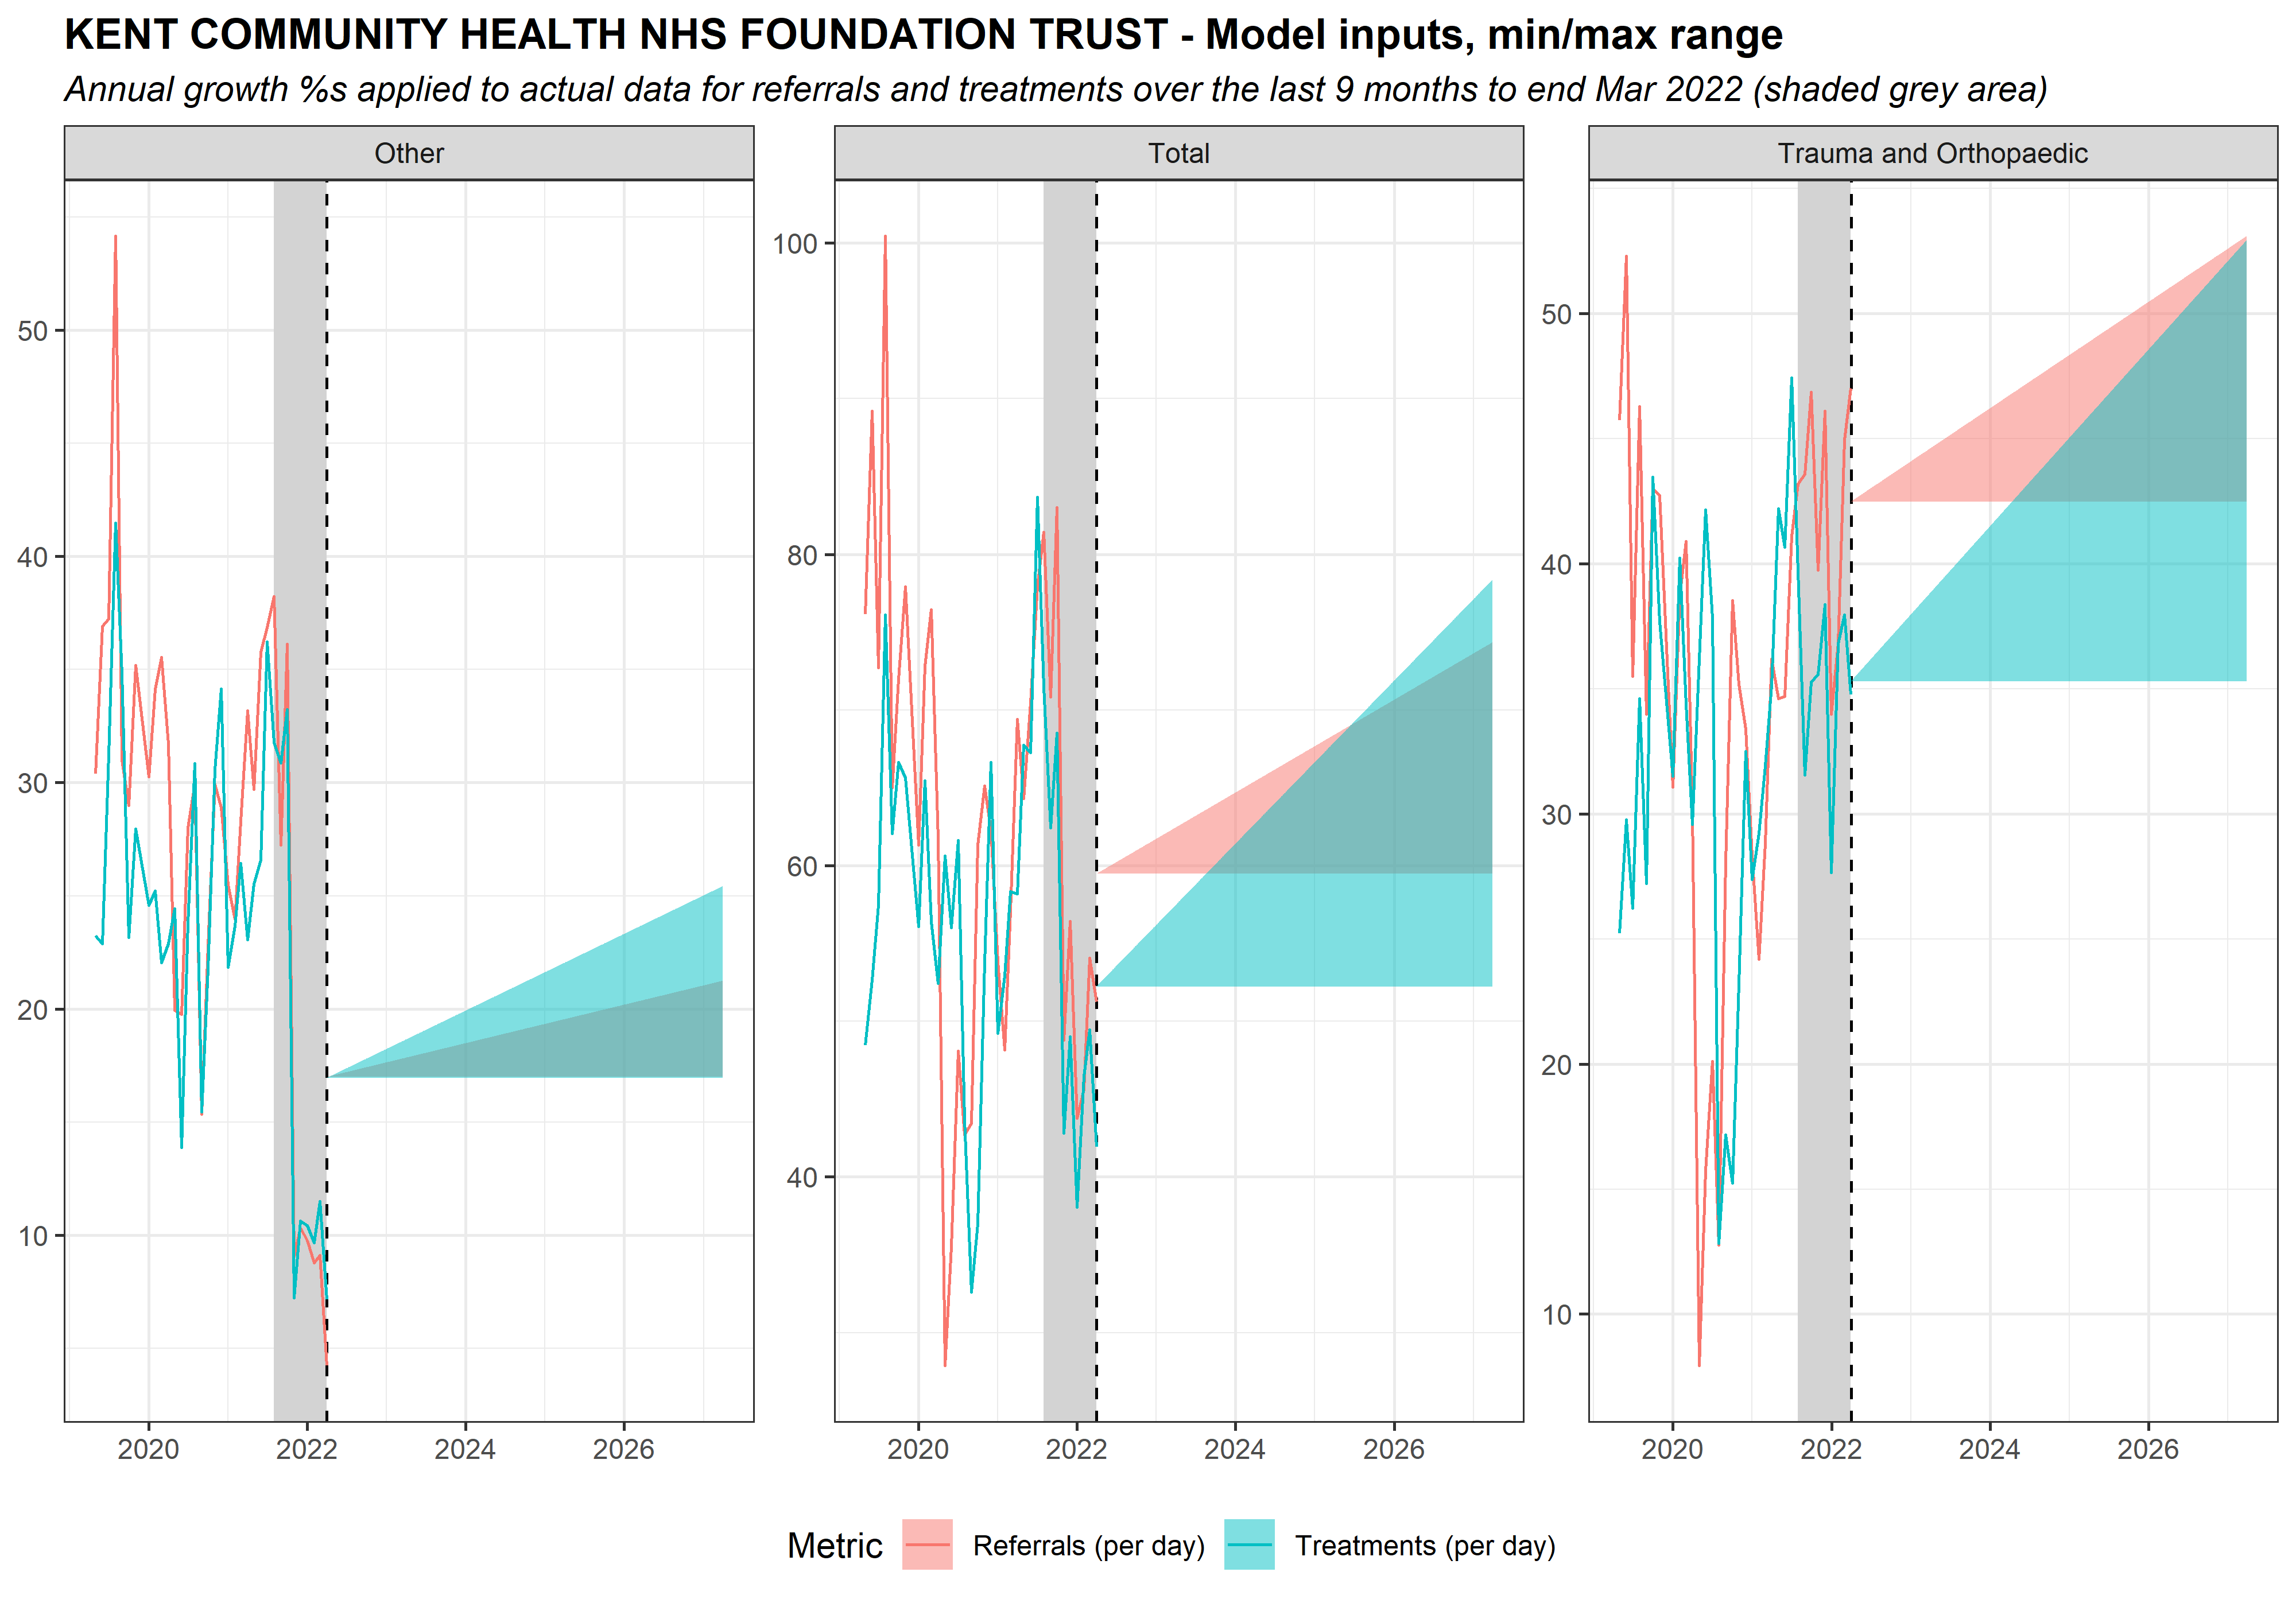 KENT COMMUNITY HEALTH NHS FOUNDATION TRUST - Model inputs, min/max range
Annual growth %s applied to actual data for referrals and treatments over the last 9 months to end Mar 2022 (shaded grey area)
Other
Total
Trauma and Orthopaedic
50
40
30
20
10
100
80
60
40
50
40
30
20
10
2020 2022 2024 2026
2020 2022 2024 2026
2020 2022 2024 2026
Metric Referrals (per day) Treatments (per day)